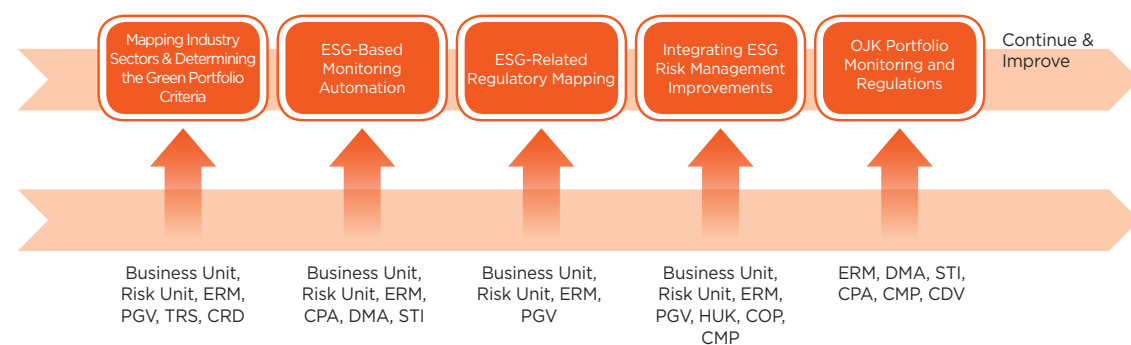 Mapping Industry
Sectors & Determining
the Green Portfolio
Criteria
ESG-Based
Monitoring
Automation
ESG-Related
Regulatory Mapping
Integrating ESG
Risk Management
Improvements
OJK Portfolio
Monitoring and
Regulations
Continue &
Improve
Business Unit,
Risk Unit, ERM,
PGV, TRS, CRD
Business Unit,
Risk Unit, ERM,
CPA, DMA, STI
Business Unit,
Risk Unit, ERM,
PGV
Business Unit,
Risk Unit, ERM,
PGV, HUK, COP,
CMP
ERM, DMA, STI,
CPA, CMP, CDV